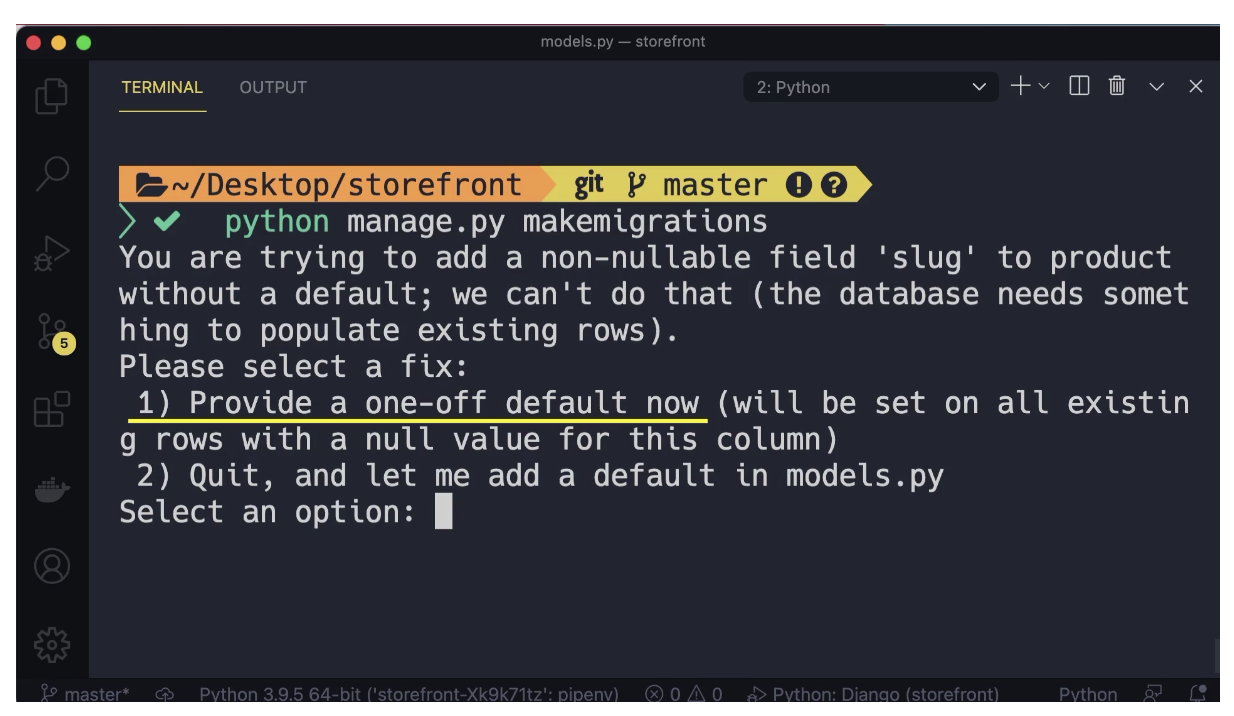 models.py — storefront
TERMINAL OUTPUT 2: Python
~/Desktop/storefront git master
python manage.py makemigrations
You are trying to add a non-nullable field 'slug' to product
without a default; we can't do that (the database needs somet
hing to populate existing rows).
Please select a fix:
1) Provide a one-off default now (will be set on all existin
g rows with a null value for this column)
2) Quit, and let me add a default in models.py
Select an option:
5
master* Python 3.9.5 64-bit ('storefront-Xk9k71tz': pipenv) 0 0 Python: Django (storefront) Python